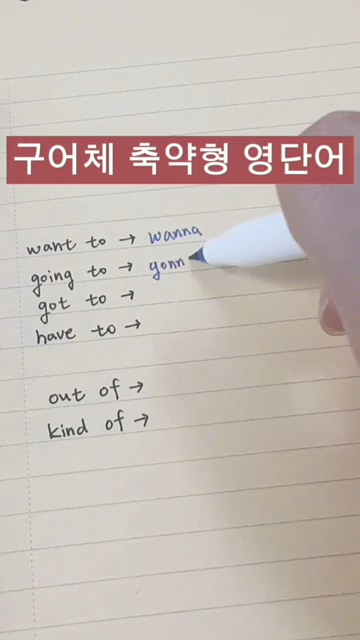 구어체 축약형 영단어
want to → wanna
going to → gonn
got to →
have to →
out of →
kind of →